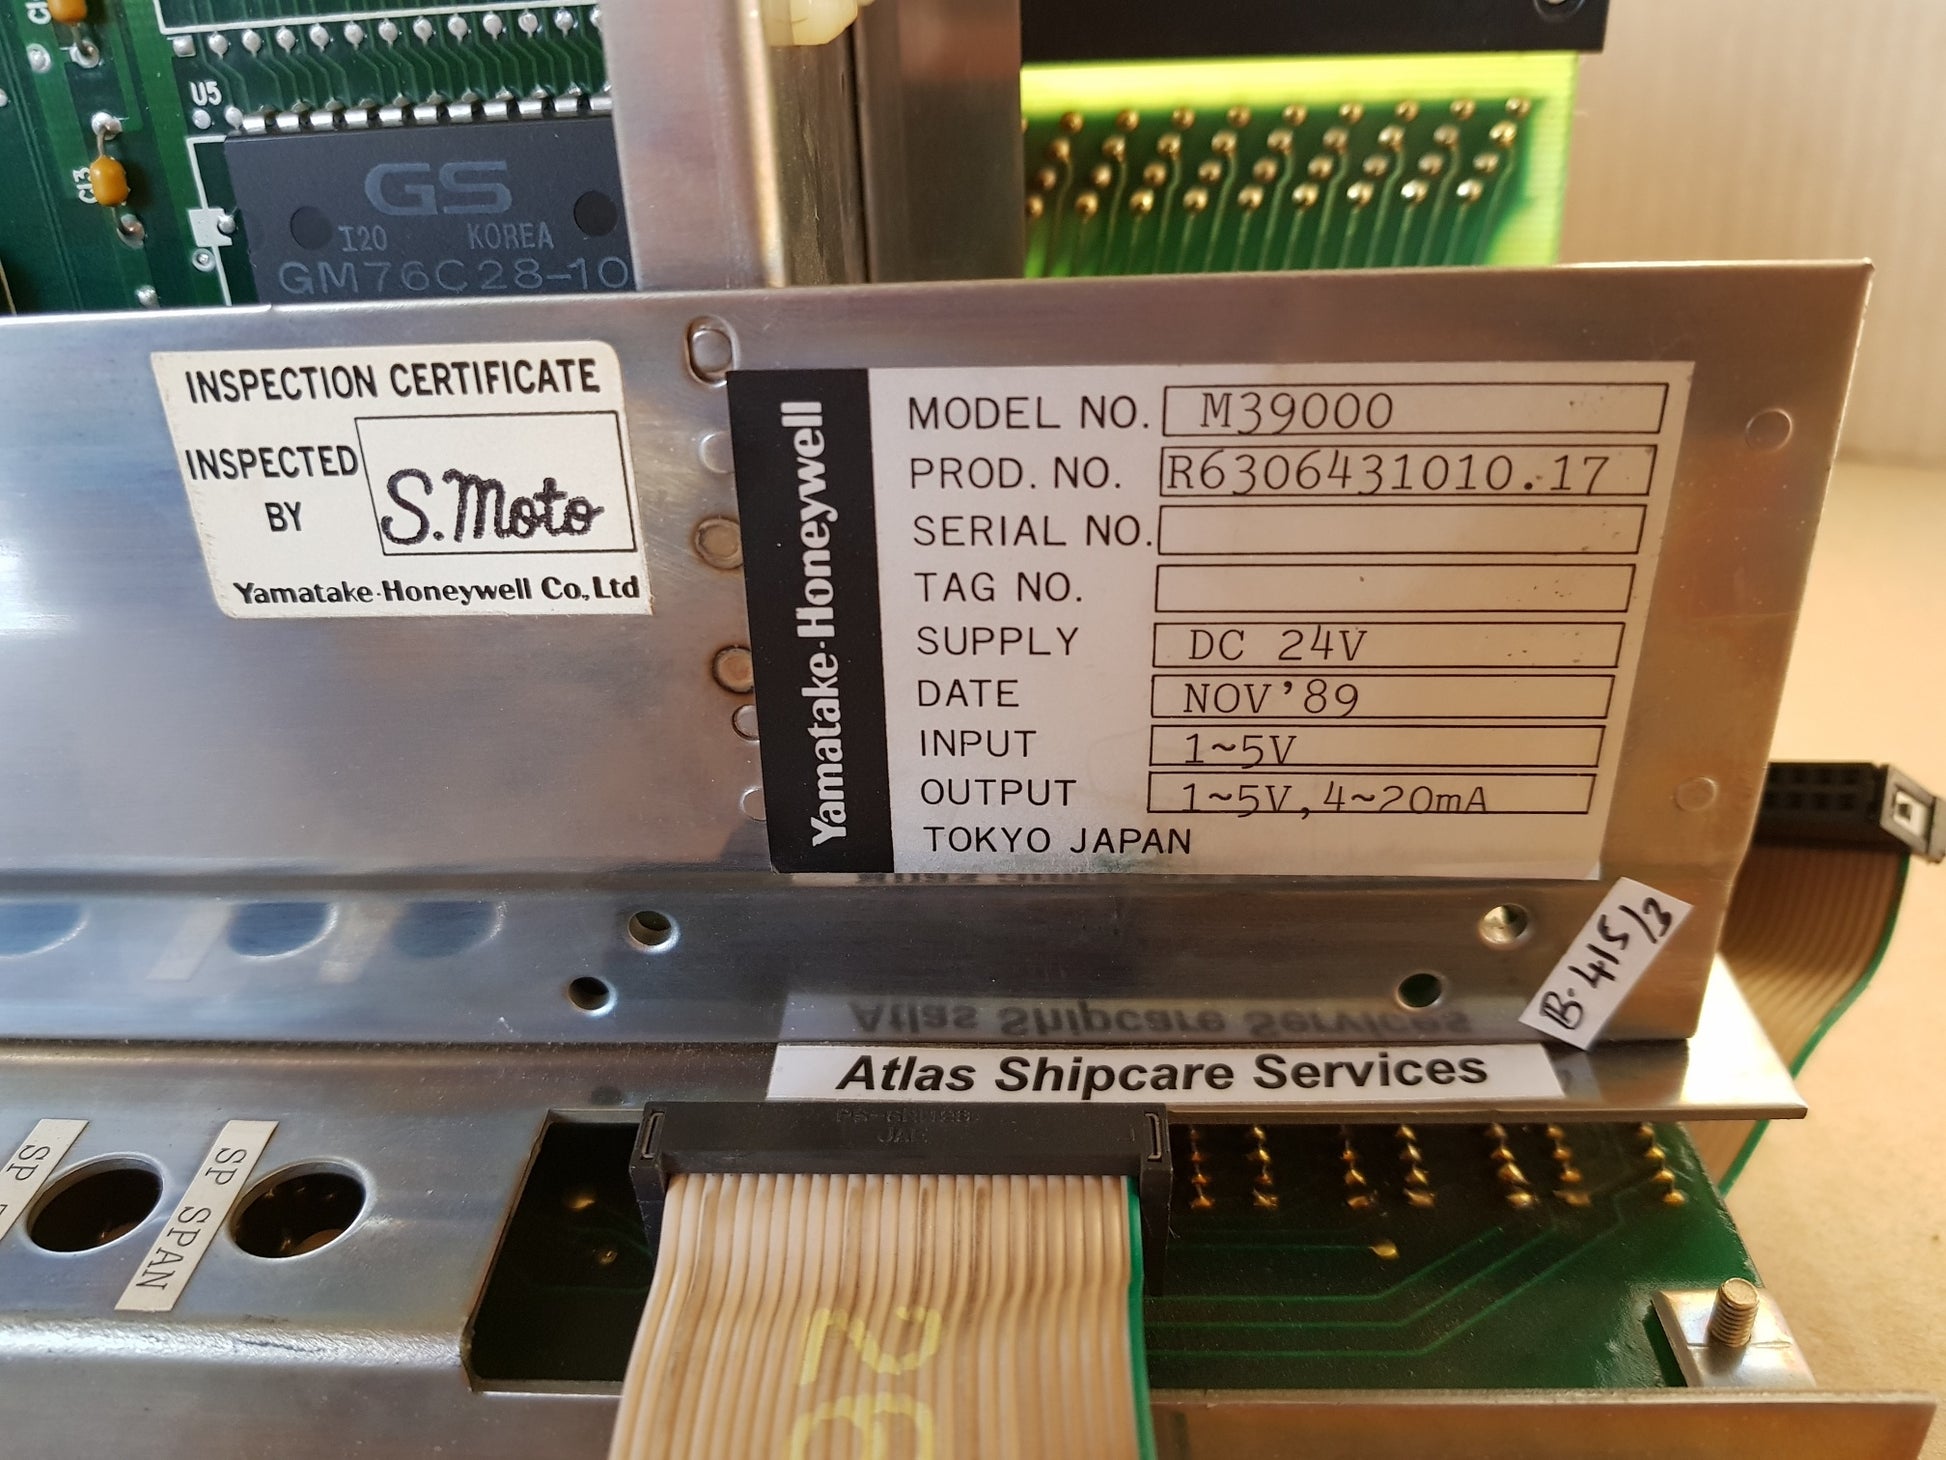 U5
C13
GS
I20 KOREA
GM76C28-10
INSPECTION CERTIFICATE
INSPECTED
BY
S. Moto
Yamatake-Honeywell Co., Ltd
Yamatake-Honeywell
MODEL NO. M39000
PROD. NO. R6306431010.17
SERIAL NO.
TAG NO.
SUPPLY DC 24V
DATE NOV'89
INPUT 1~5V
OUTPUT 1~5V, 4~20mA
TOKYO JAPAN
B.415/3
Atlas Shipcare Services
SP
SP SPAN